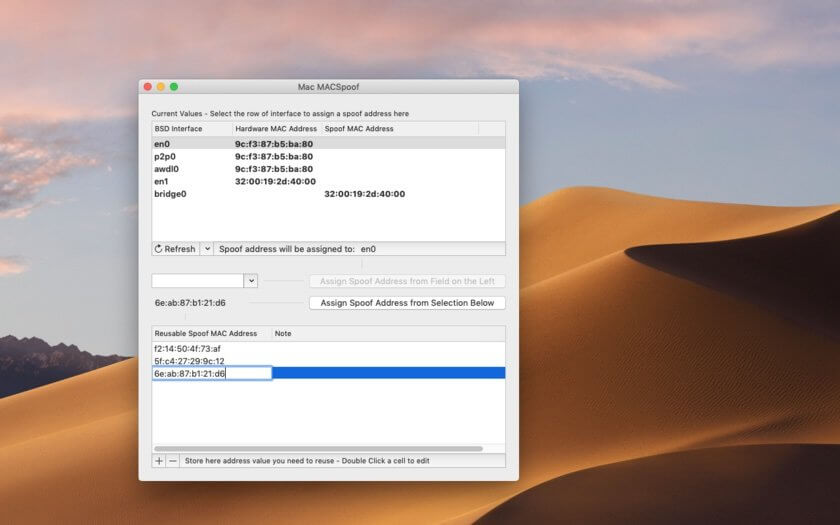 Mac MACSpoof
Current Values - Select the row of interface to assign a spoof address here
BSD Interface Hardware MAC Address Spoof MAC Address
en0 9c:f3:87:b5:ba:80
p2p0 9c:f3:87:b5:ba:80
awdl0 9c:f3:87:b5:ba:80
en1 32:00:19:2d:40:00
bridge0 32:00:19:2d:40:00
Refresh Spoof address will be assigned to: en0
Assign Spoof Address from Field on the Left
6e:ab:87:b1:21:d6 Assign Spoof Address from Selection Below
Reusable Spoof MAC Address Note
f2:14:50:4f:73:af
5f:c4:27:29:9c:12
6e:ab:87:b1:21:d6
+ − Store here address value you need to reuse - Double Click a cell to edit